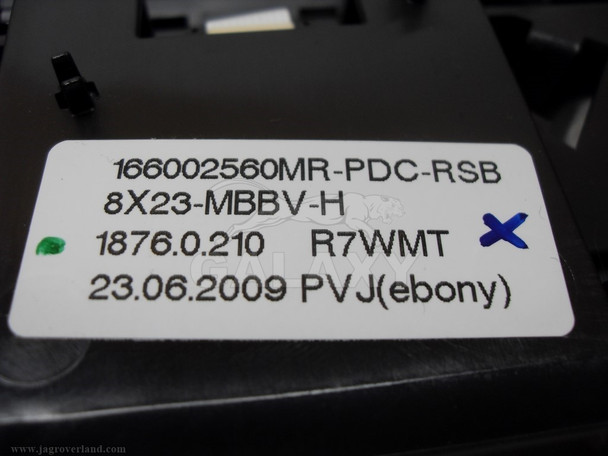 166002560MR-PDC-RSB
8X23-MBBV-H
1876.0.210 R7WMT
23.06.2009 PVJ(ebony)
GALAXY
www.jagroverland.com